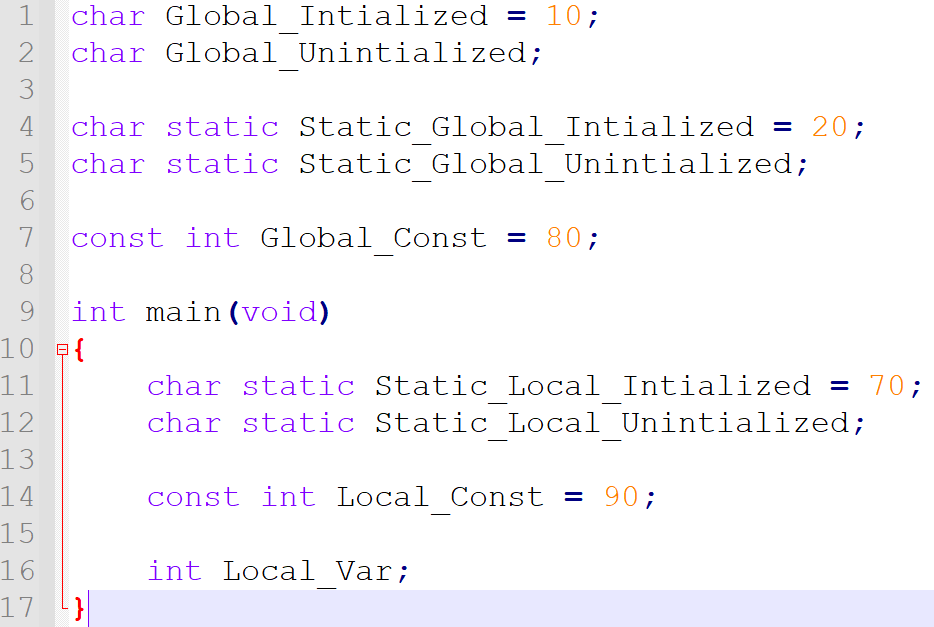 1 char Global_Intialized = 10;
2 char Global_Unintialized;
3
4 char static Static_Global_Intialized = 20;
5 char static Static_Global_Unintialized;
6
7 const int Global_Const = 80;
8
9 int main(void)
10 {
11 char static Static_Local_Intialized = 70;
12 char static Static_Local_Unintialized;
13
14 const int Local_Const = 90;
15
16 int Local_Var;
17 }